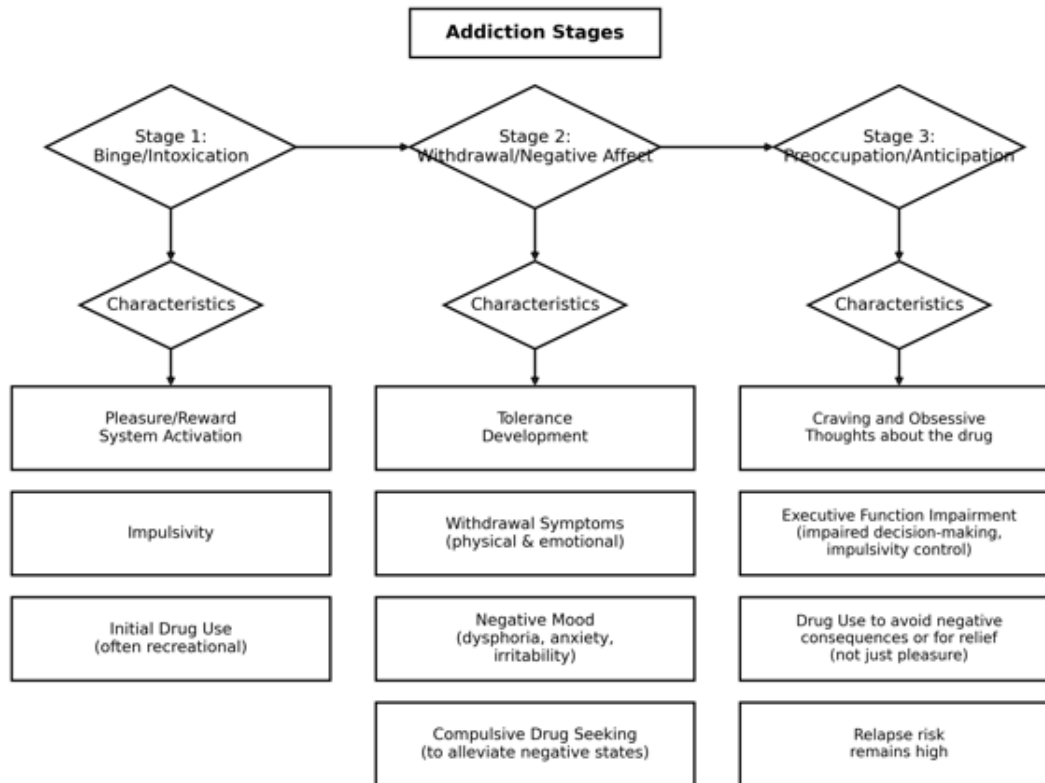 Addiction Stages
Stage 1:
Binge/Intoxication
Stage 2:
Withdrawal/Negative Affect
Stage 3:
Preoccupation/Anticipation
Characteristics
Characteristics
Characteristics
Pleasure/Reward
System Activation
Tolerance
Development
Craving and Obsessive
Thoughts about the drug
Impulsivity
Withdrawal Symptoms
(physical & emotional)
Executive Function Impairment
(impaired decision-making,
impulsivity control)
Initial Drug Use
(often recreational)
Negative Mood
(dysphoria, anxiety,
irritability)
Drug Use to avoid negative
consequences or for relief
(not just pleasure)
Compulsive Drug Seeking
(to alleviate negative states)
Relapse risk
remains high